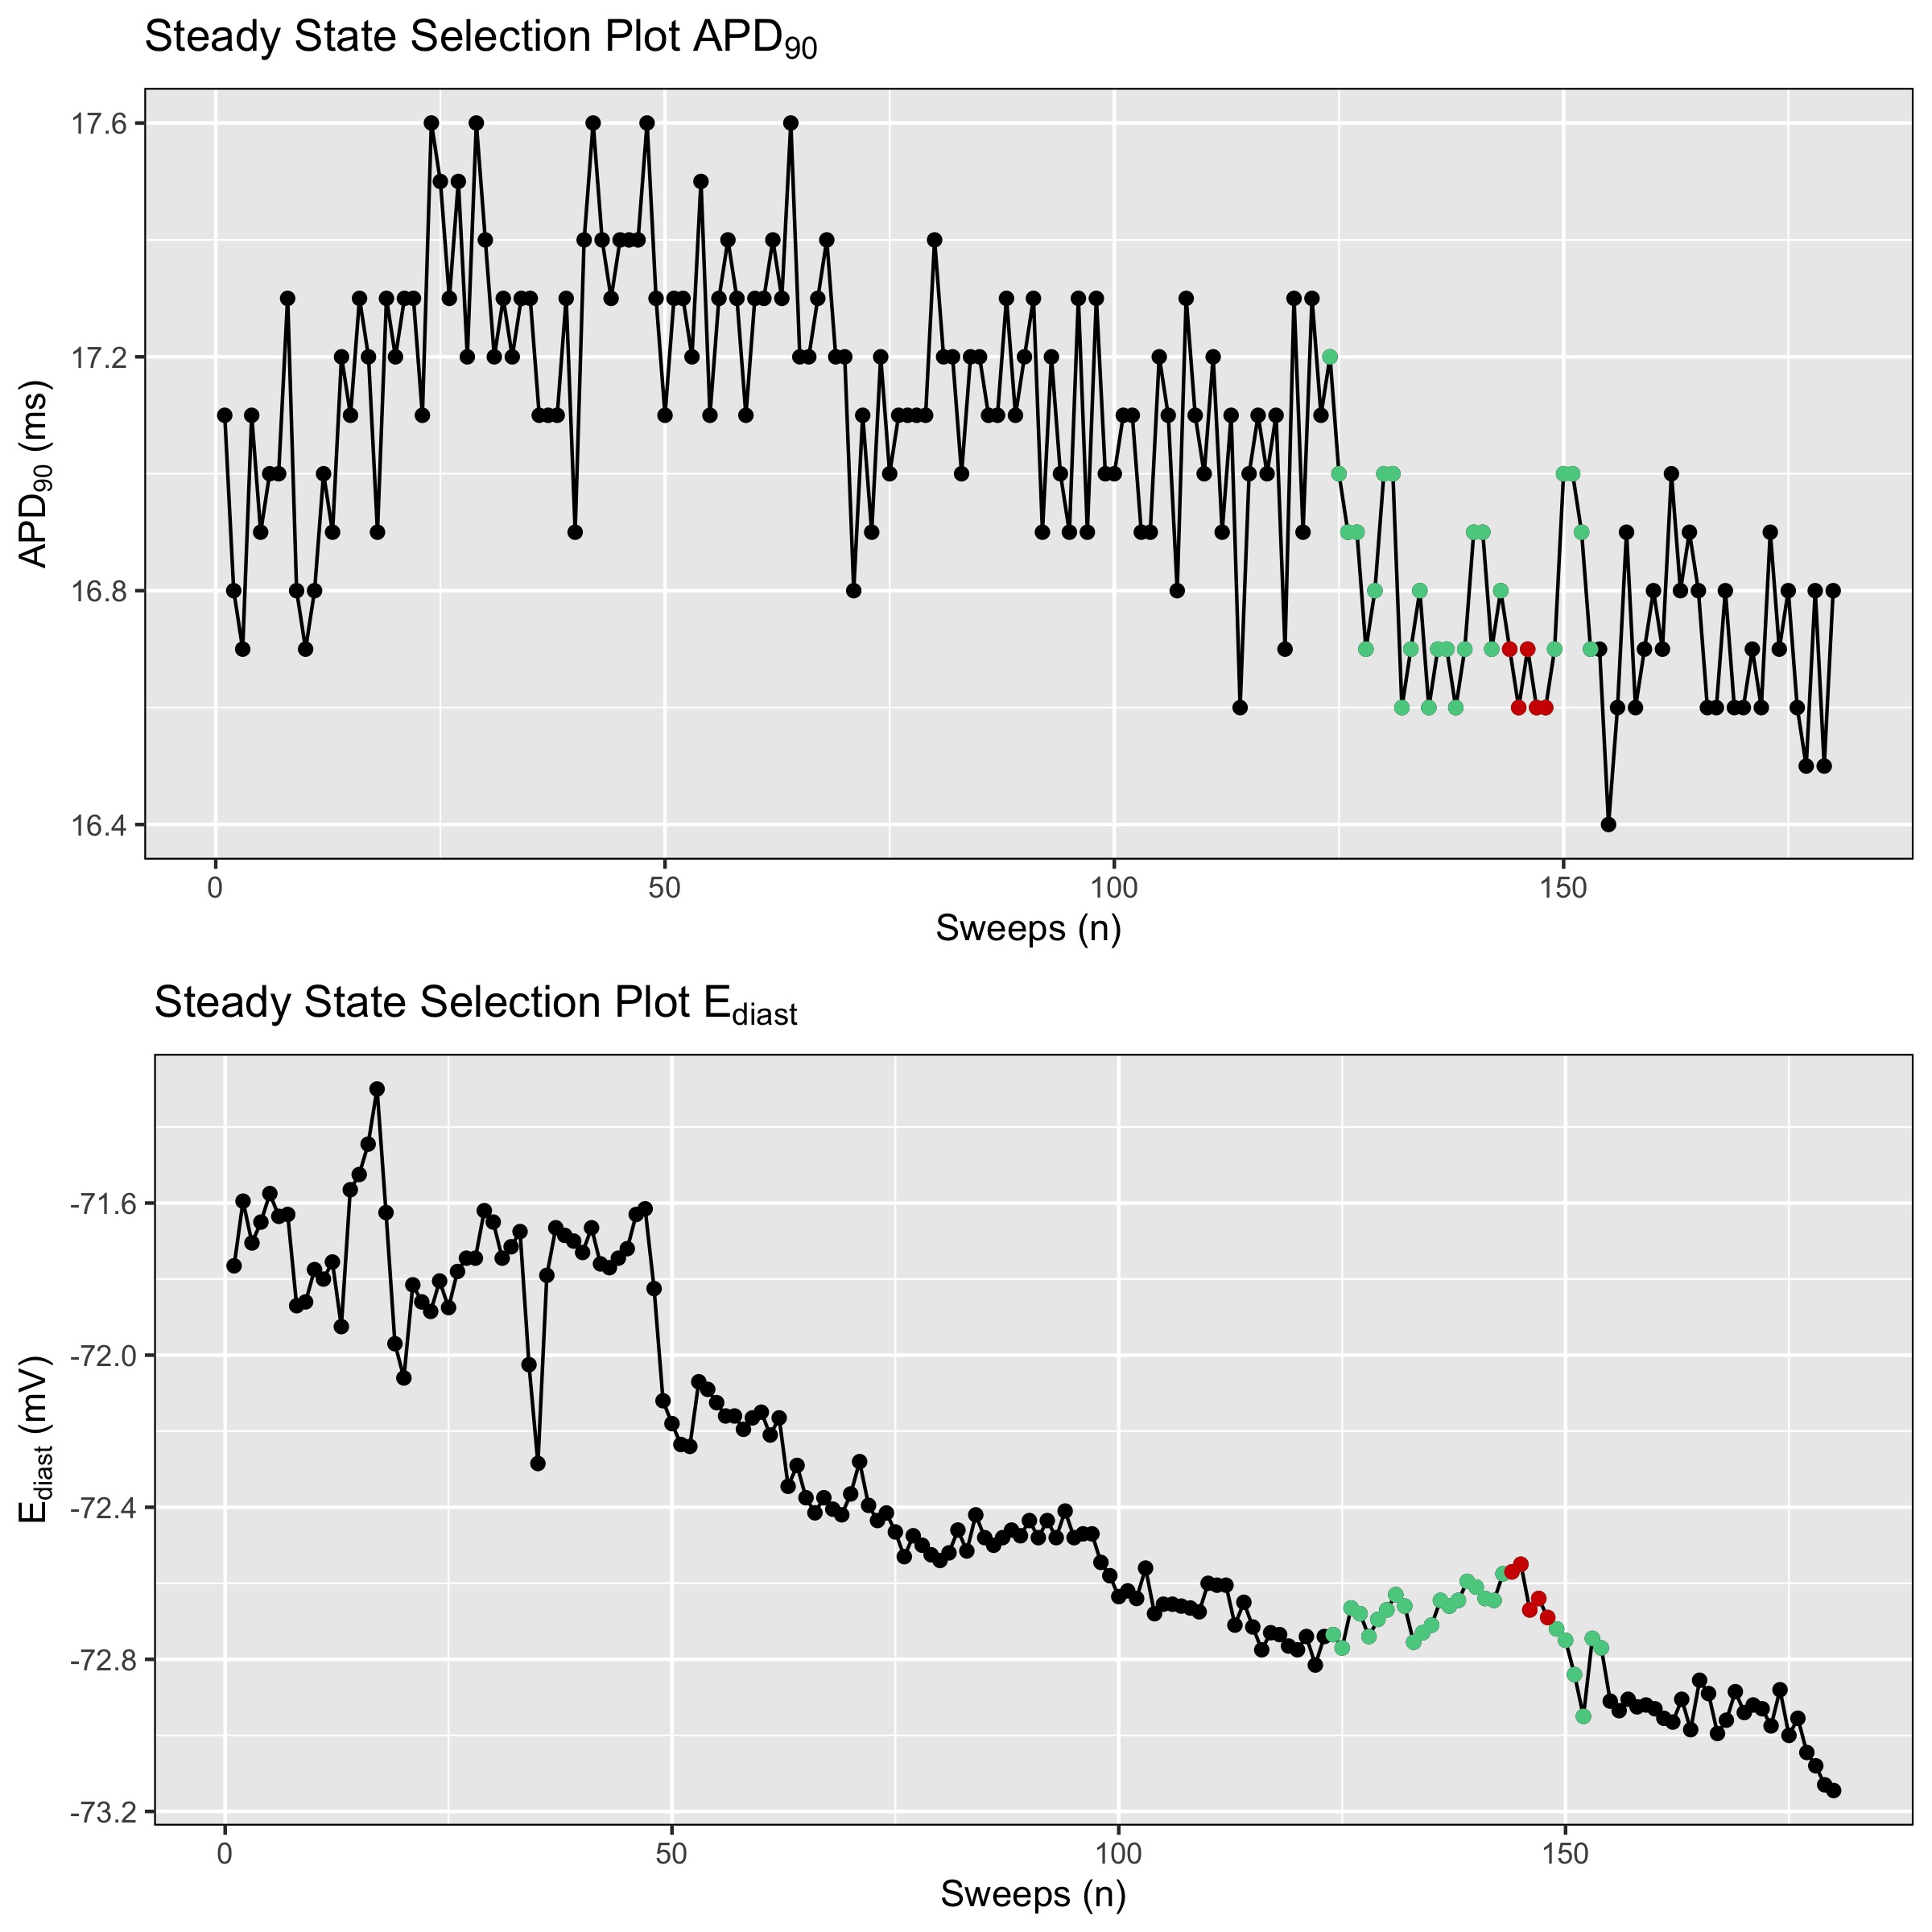 Steady State Selection Plot APD90
APD90 (ms)
17.6
17.2
16.8
16.4
0 50 100 150
Sweeps (n)
Steady State Selection Plot Ediast
Ediast (mV)
-71.6
-72.0
-72.4
-72.8
-73.2
0 50 100 150
Sweeps (n)